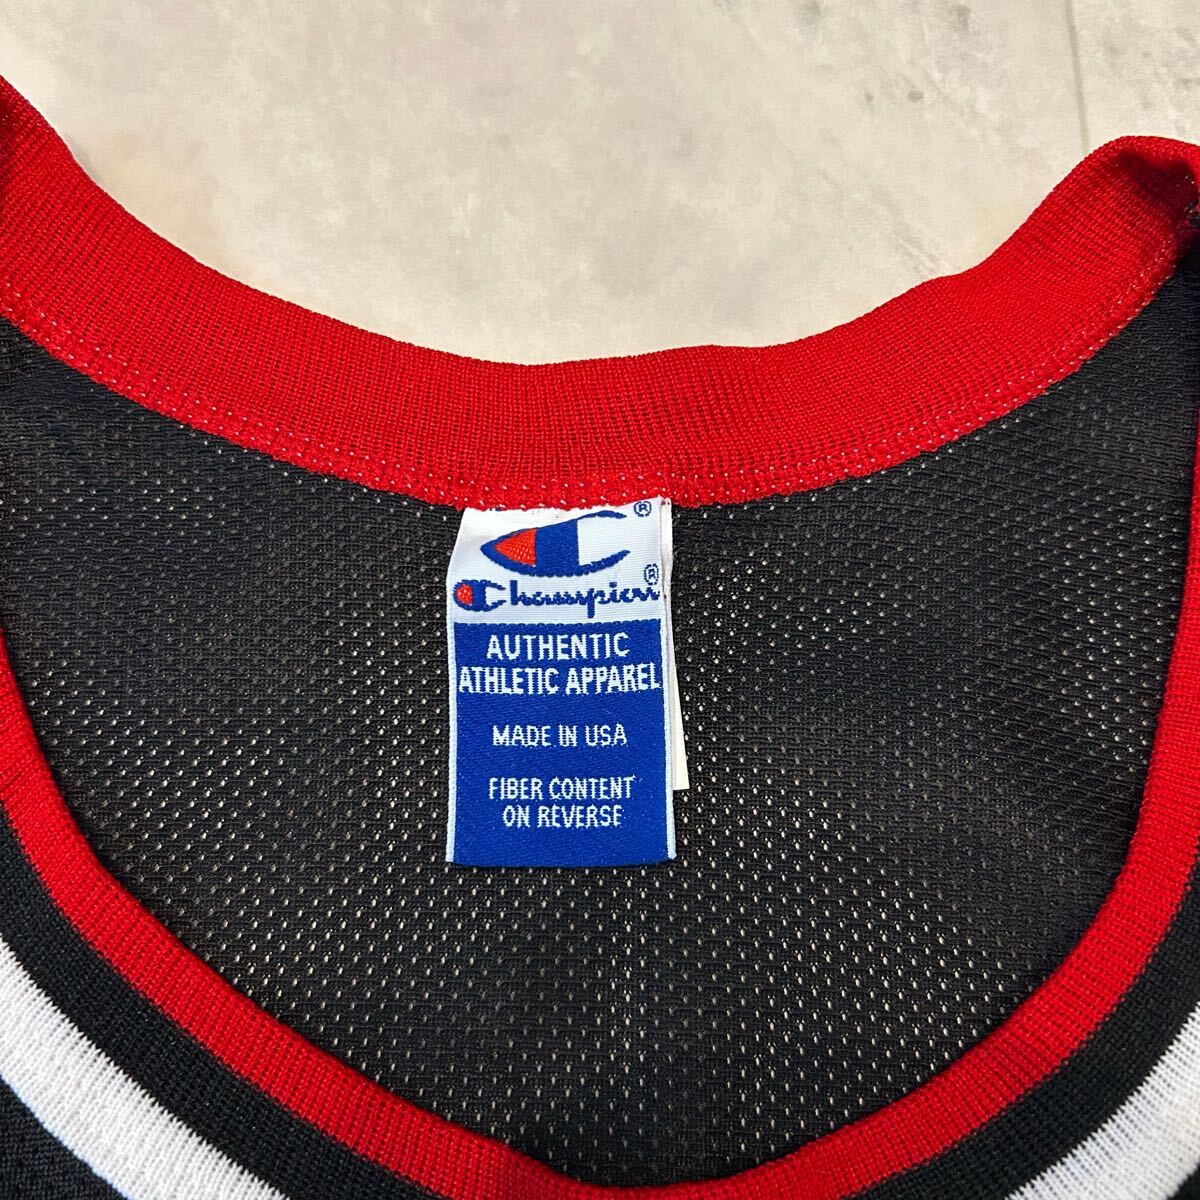 ®
Champion®
AUTHENTIC
ATHLETIC APPAREL
MADE IN USA
FIBER CONTENT
ON REVERSE